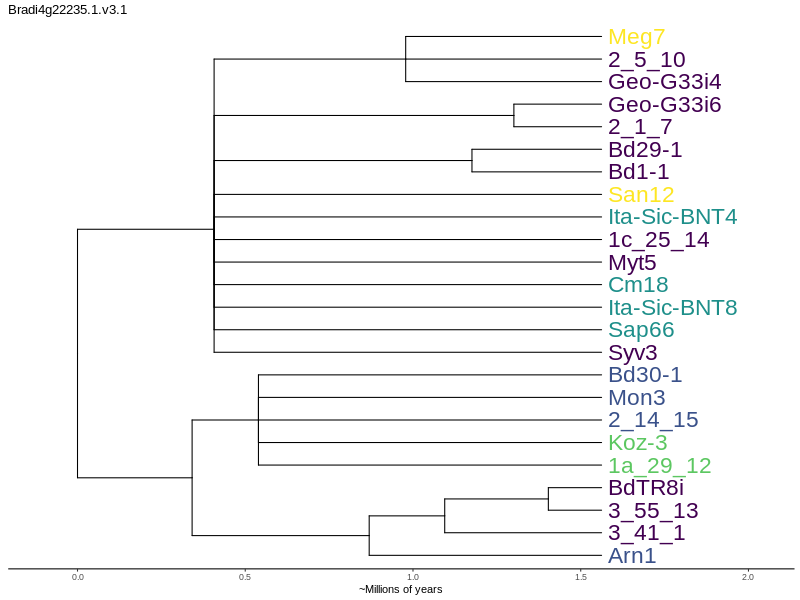 Bradi4g22235.1.v3.1
Meg7
2_5_10
Geo-G33i4
Geo-G33i6
2_1_7
Bd29-1
Bd1-1
San12
Ita-Sic-BNT4
1c_25_14
Myt5
Cm18
Ita-Sic-BNT8
Sap66
Syv3
Bd30-1
Mon3
2_14_15
Koz-3
1a_29_12
BdTR8i
3_55_13
3_41_1
Arn1
0.0 0.5 1.0 1.5 2.0
~Millions of years